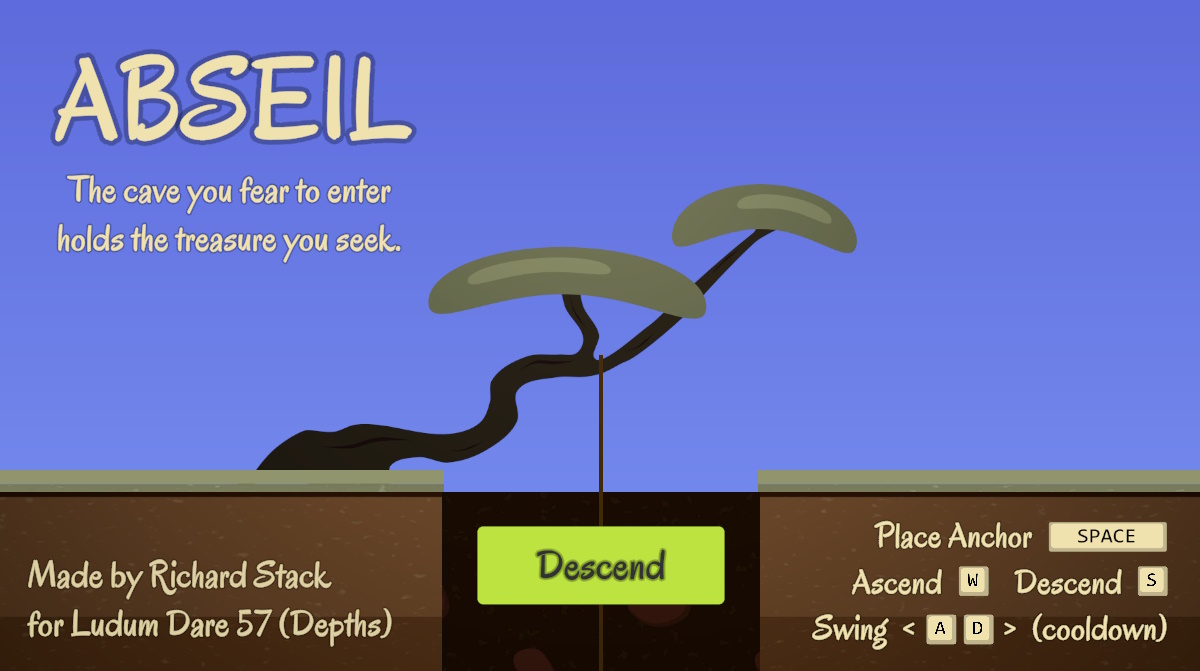 ABSEIL
The cave you fear to enter
holds the treasure you seek.
Descend
Made by Richard Stack
for Ludum Dare 57 (Depths)
Place Anchor SPACE
Ascend W Descend S
Swing < A D > (cooldown)